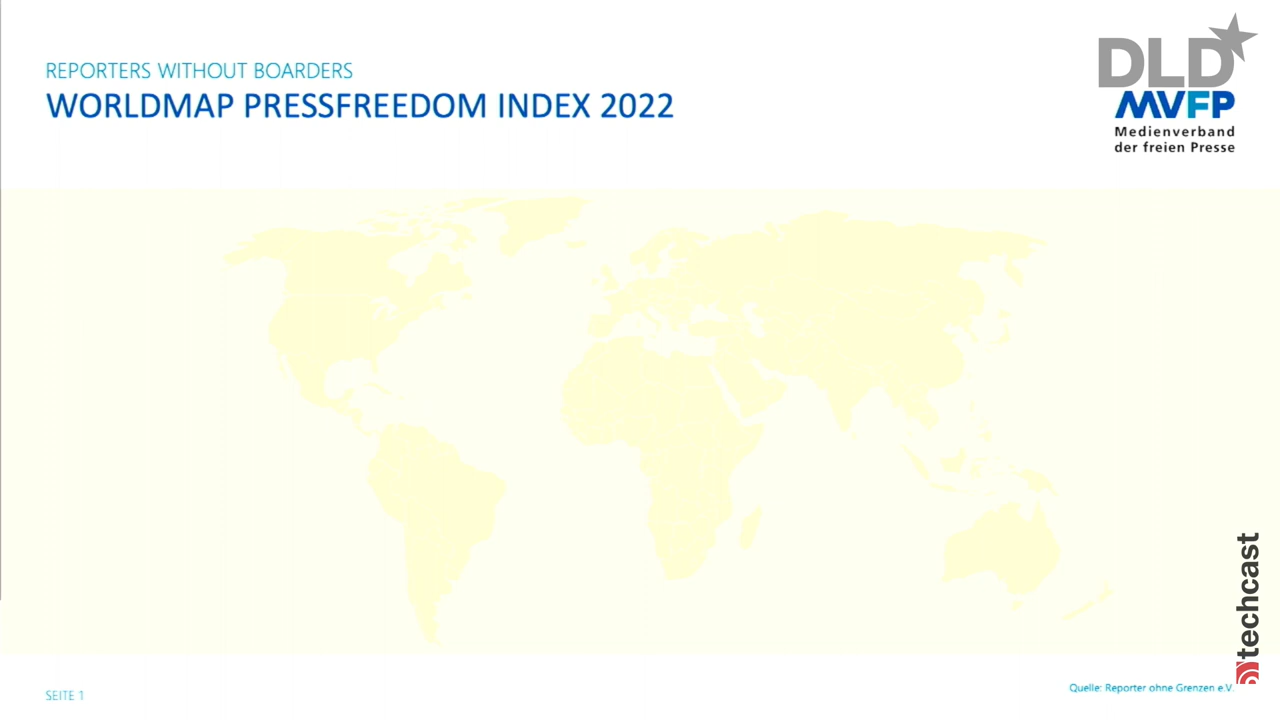 REPORTERS WITHOUT BOARDERS
WORLDMAP PRESSFREEDOM INDEX 2022
DLD
MVFP
Medienverband
der freien Presse
techcast
SEITE 1
Quelle: Reporter ohne Grenzen e.V.